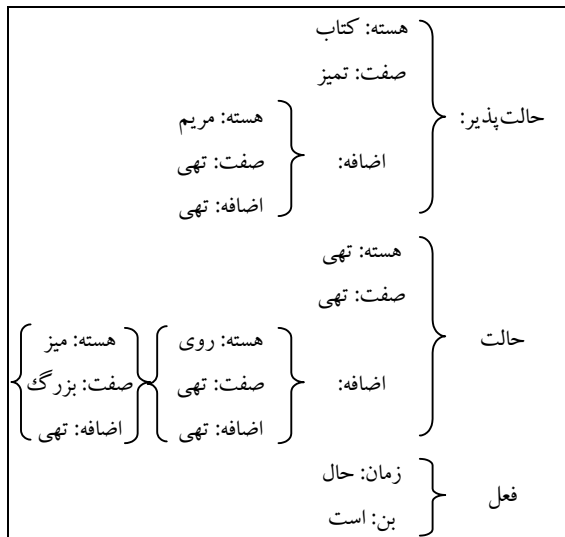 هسته: کتاب
صفت: تمیز
حالت‌پذیر:
هسته: مریم
اضافه:
صفت: تهی
اضافه: تهی
هسته: تهی
صفت: تهی
حالت
هسته: روی
هسته: میز
اضافه:
صفت: تهی
صفت: بزرگ
اضافه: تهی
اضافه: تهی
زمان: حال
فعل
بن: است